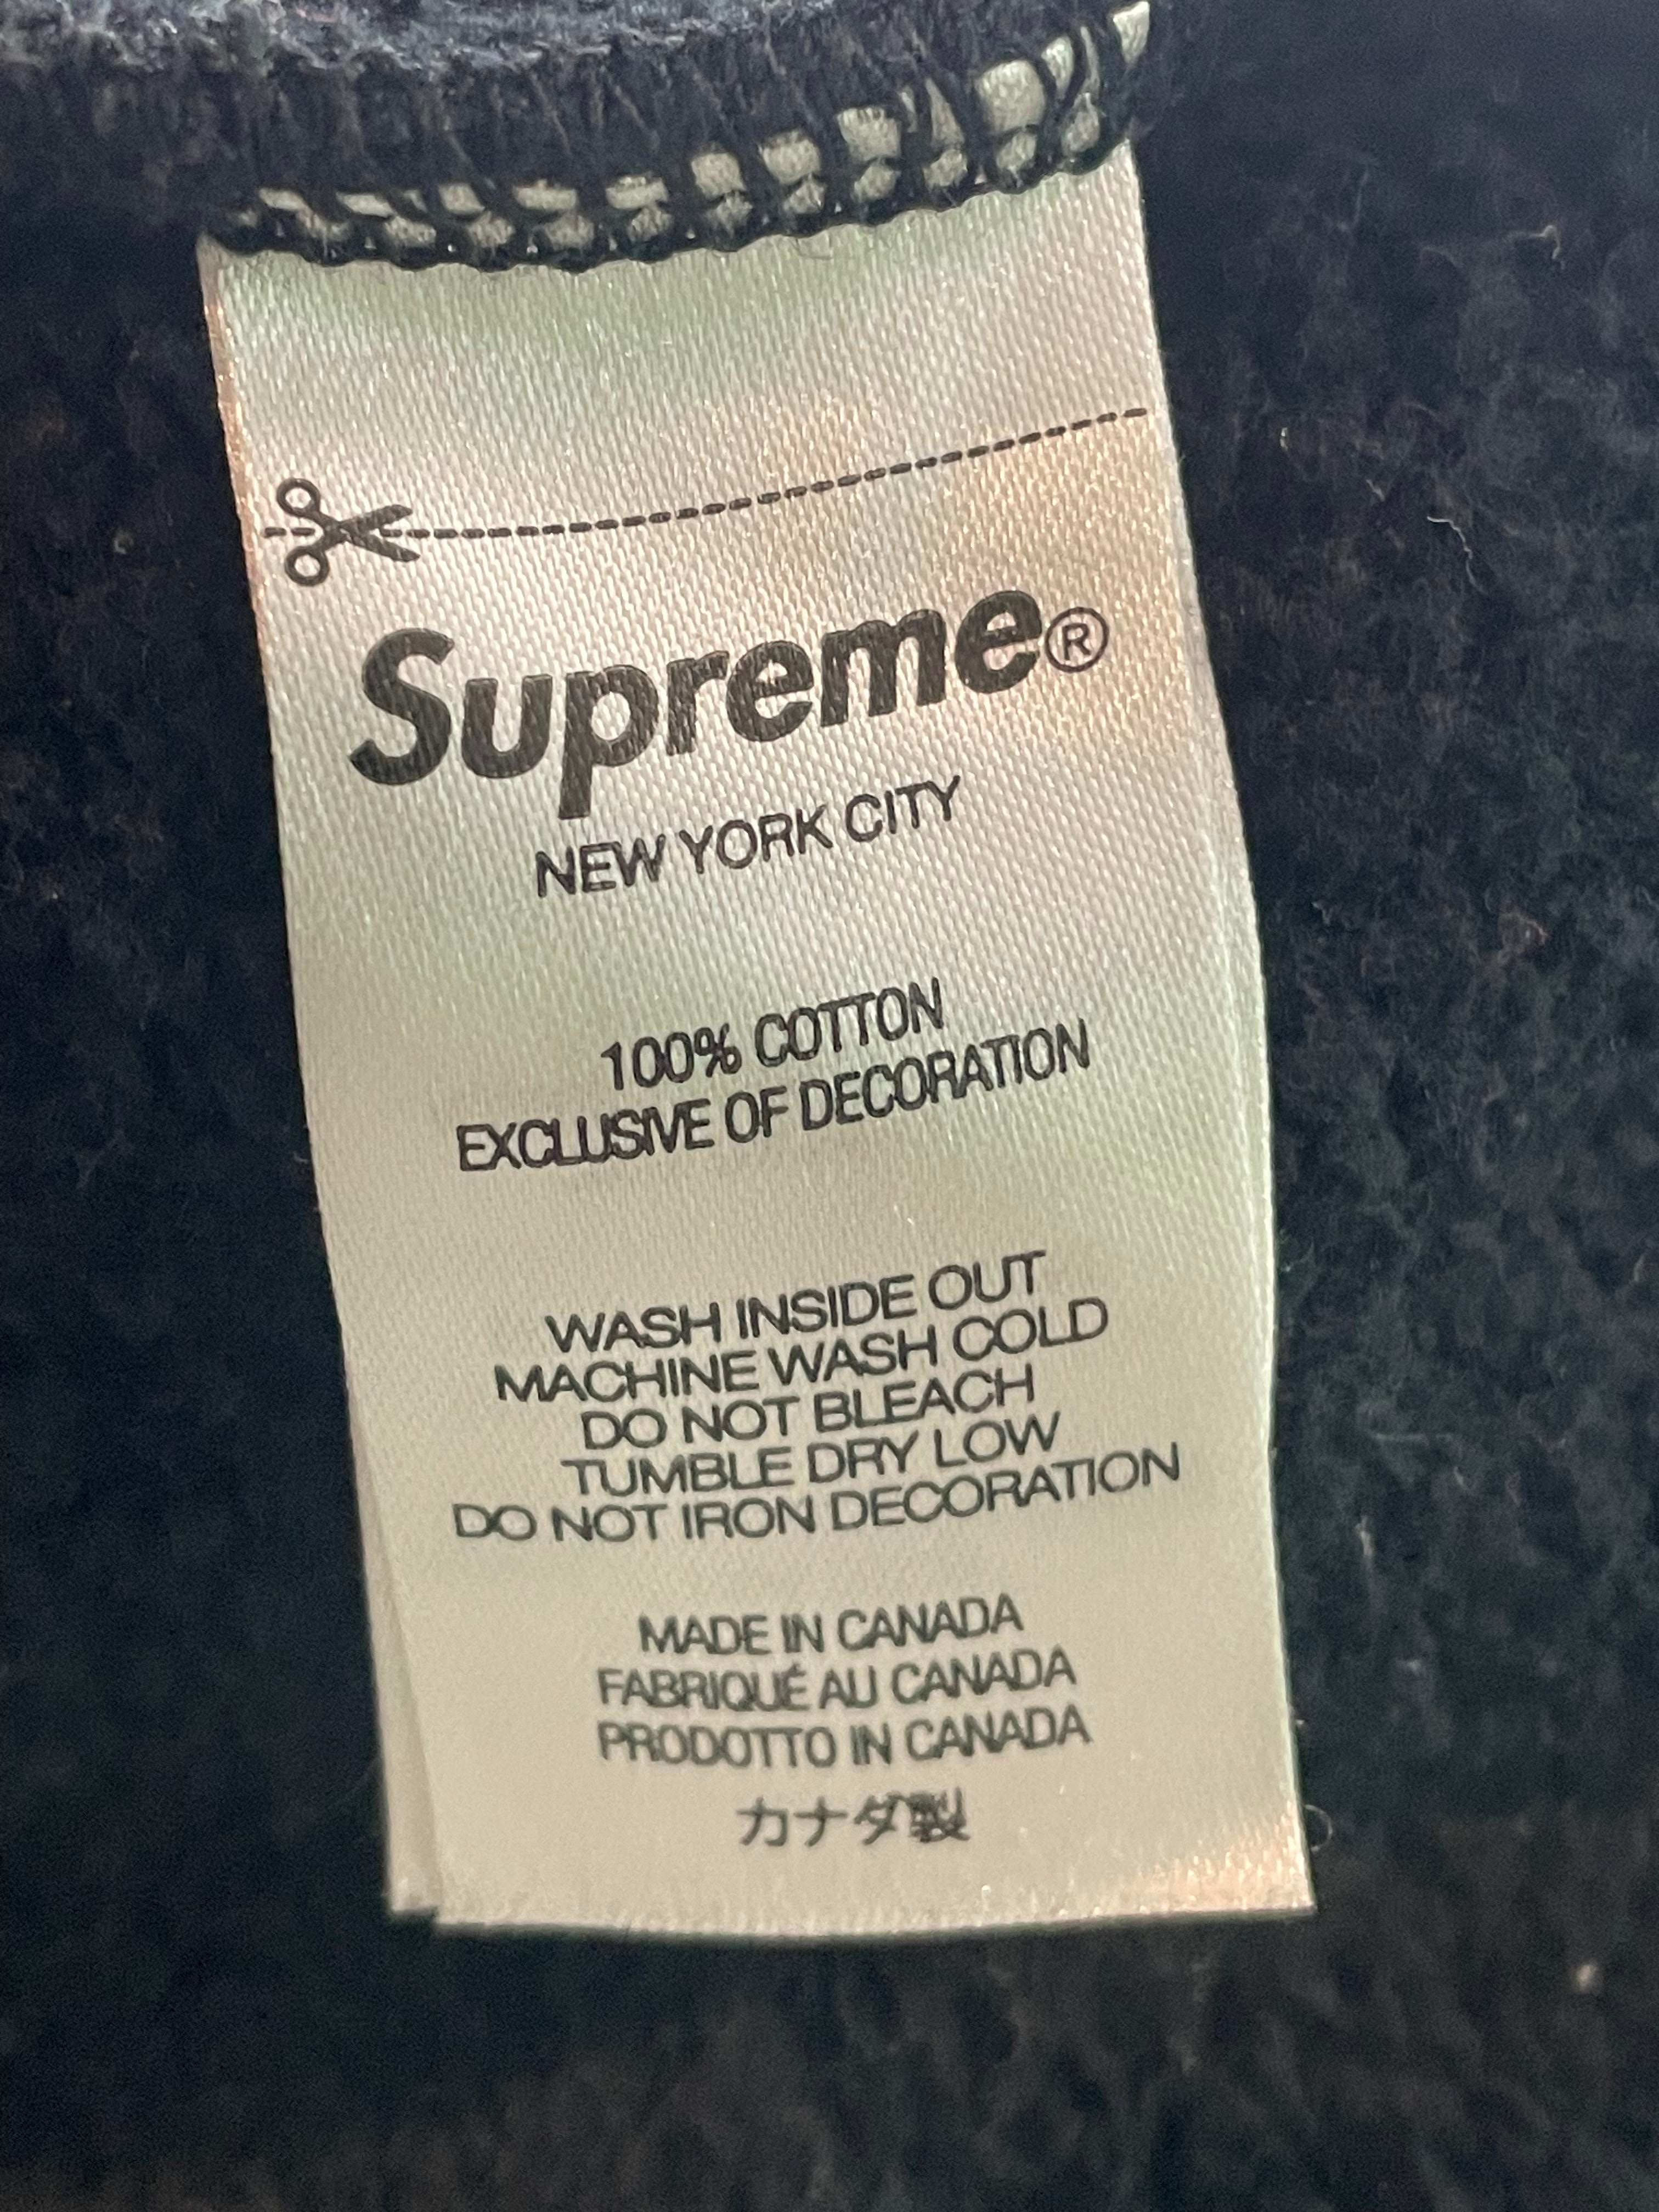 Supreme®
NEW YORK CITY
100% COTTON
EXCLUSIVE OF DECORATION
WASH INSIDE OUT
MACHINE WASH COLD
DO NOT BLEACH
TUMBLE DRY LOW
DO NOT IRON DECORATION
MADE IN CANADA
FABRIQUÉ AU CANADA
PRODOTTO IN CANADA
カナダ製